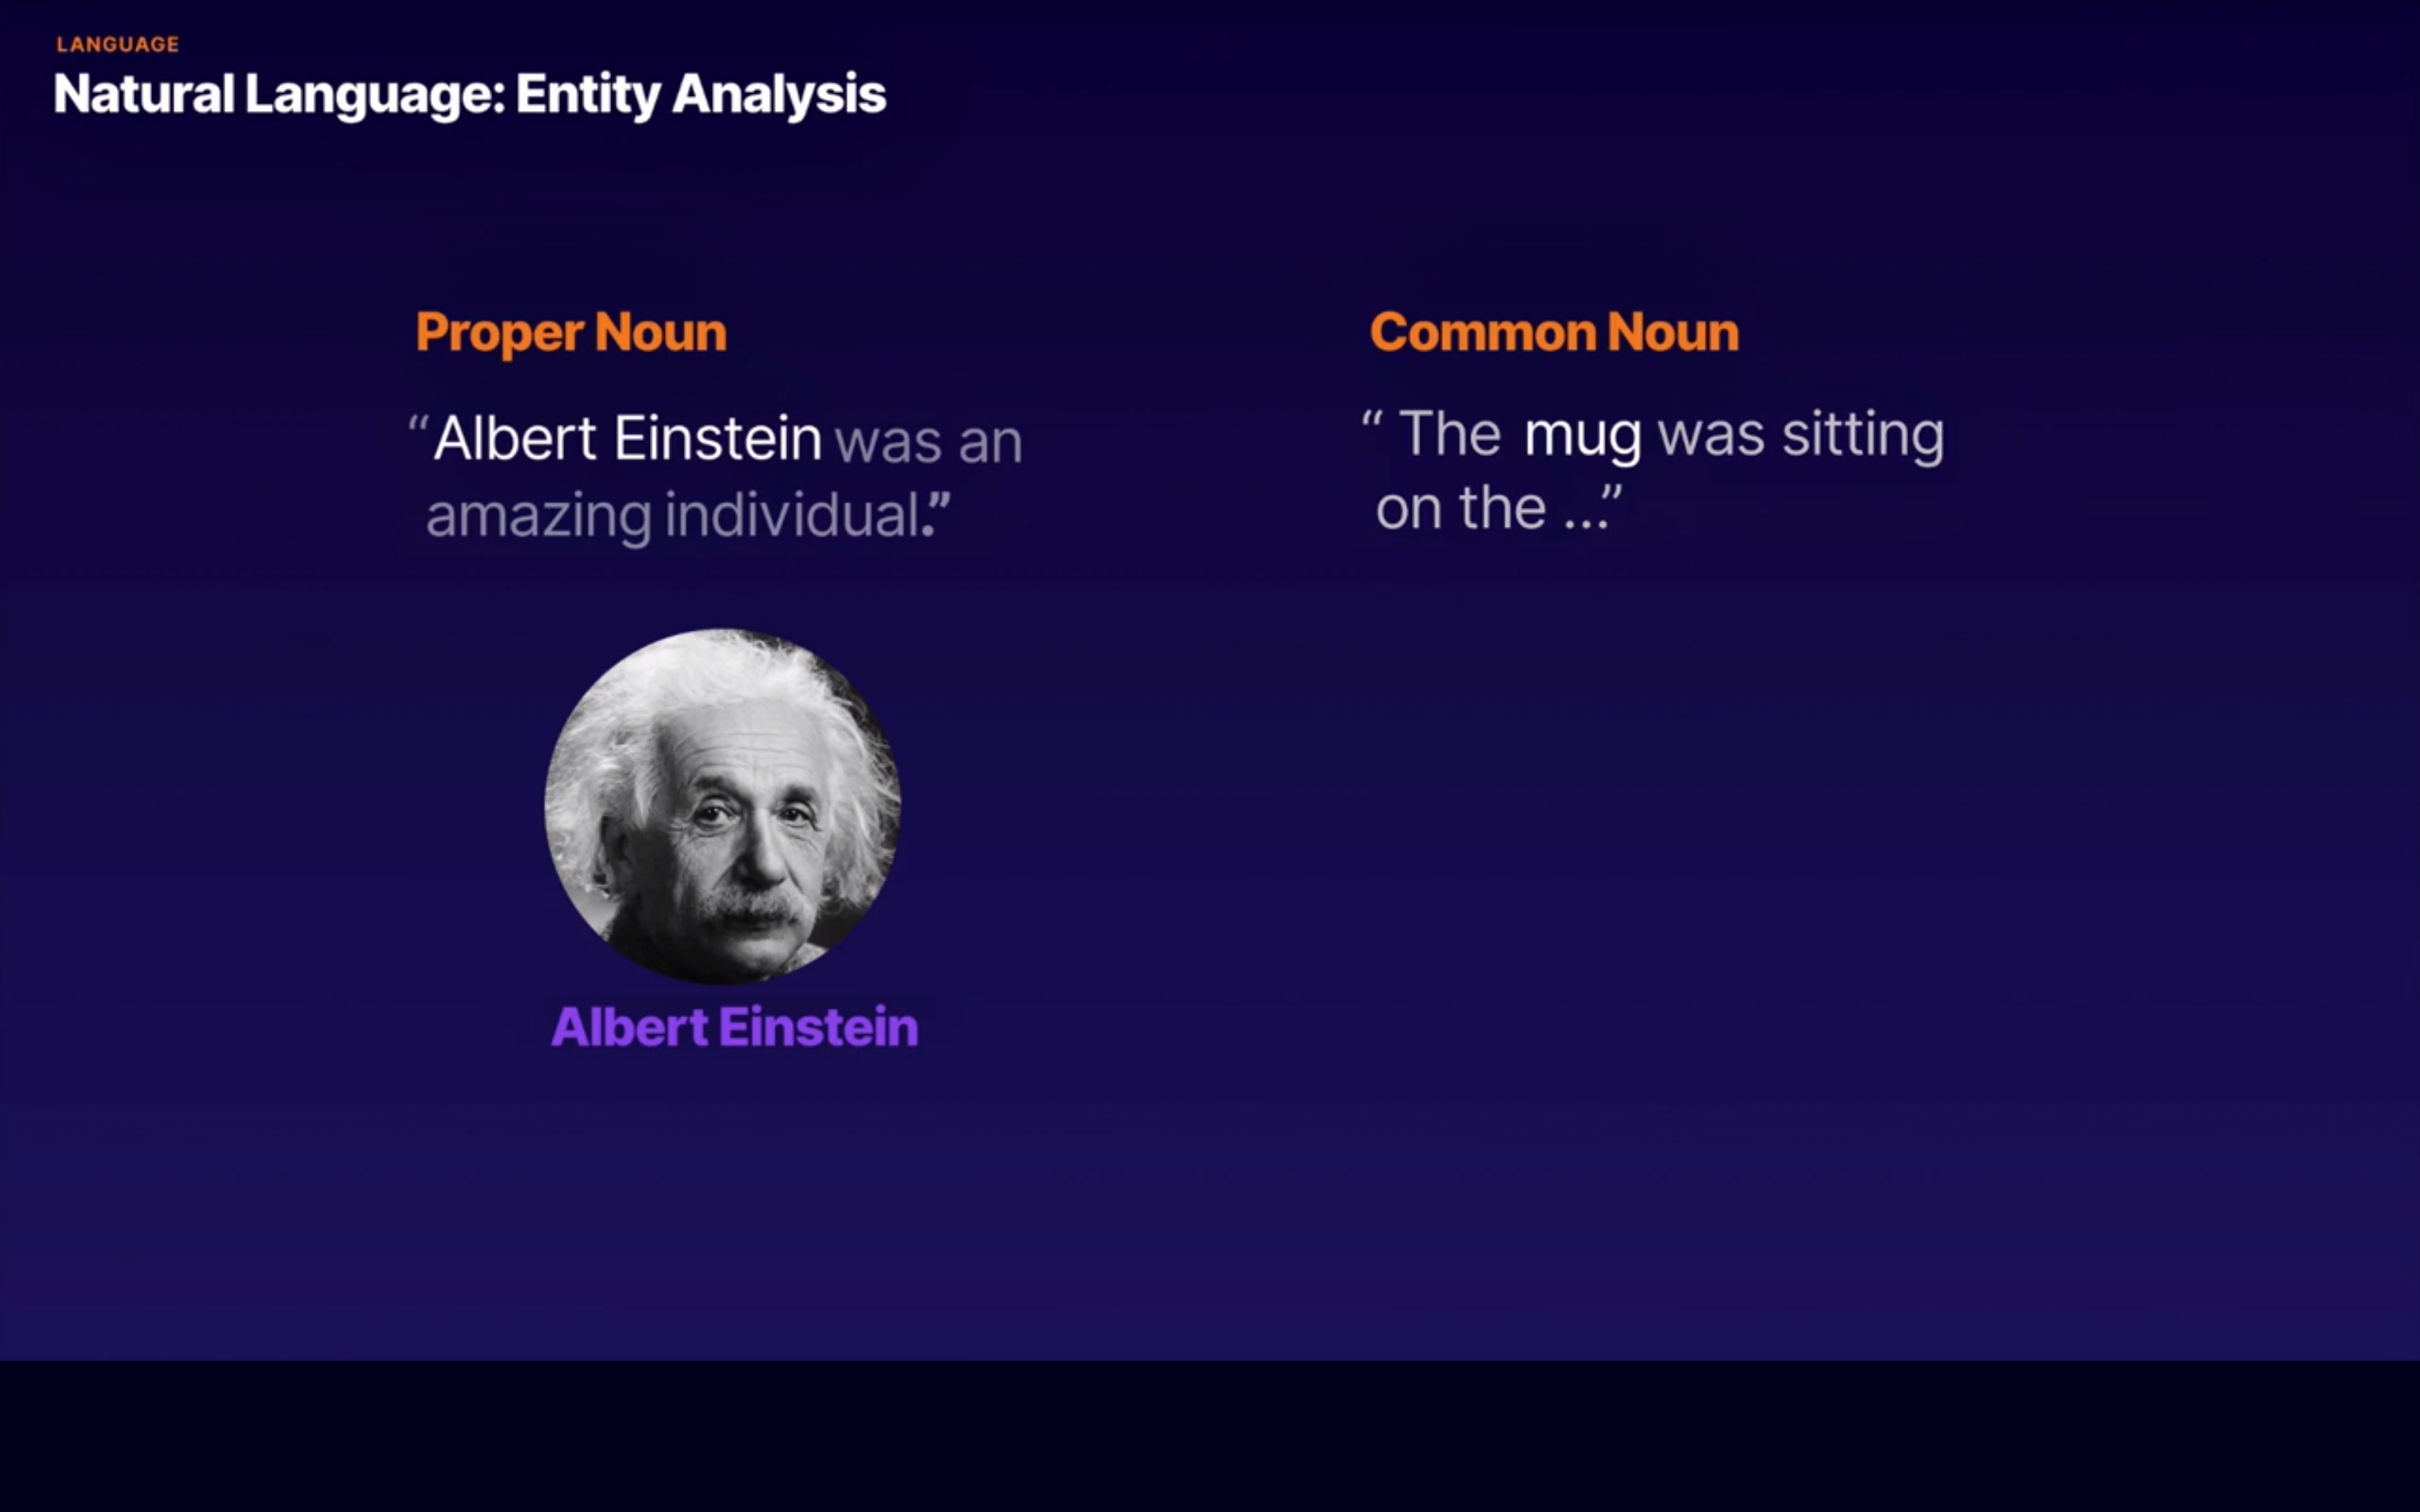 LANGUAGE
Natural Language: Entity Analysis
Proper Noun
“Albert Einstein was an
amazing individual.”
Albert Einstein
Common Noun
“ The mug was sitting
on the ...”